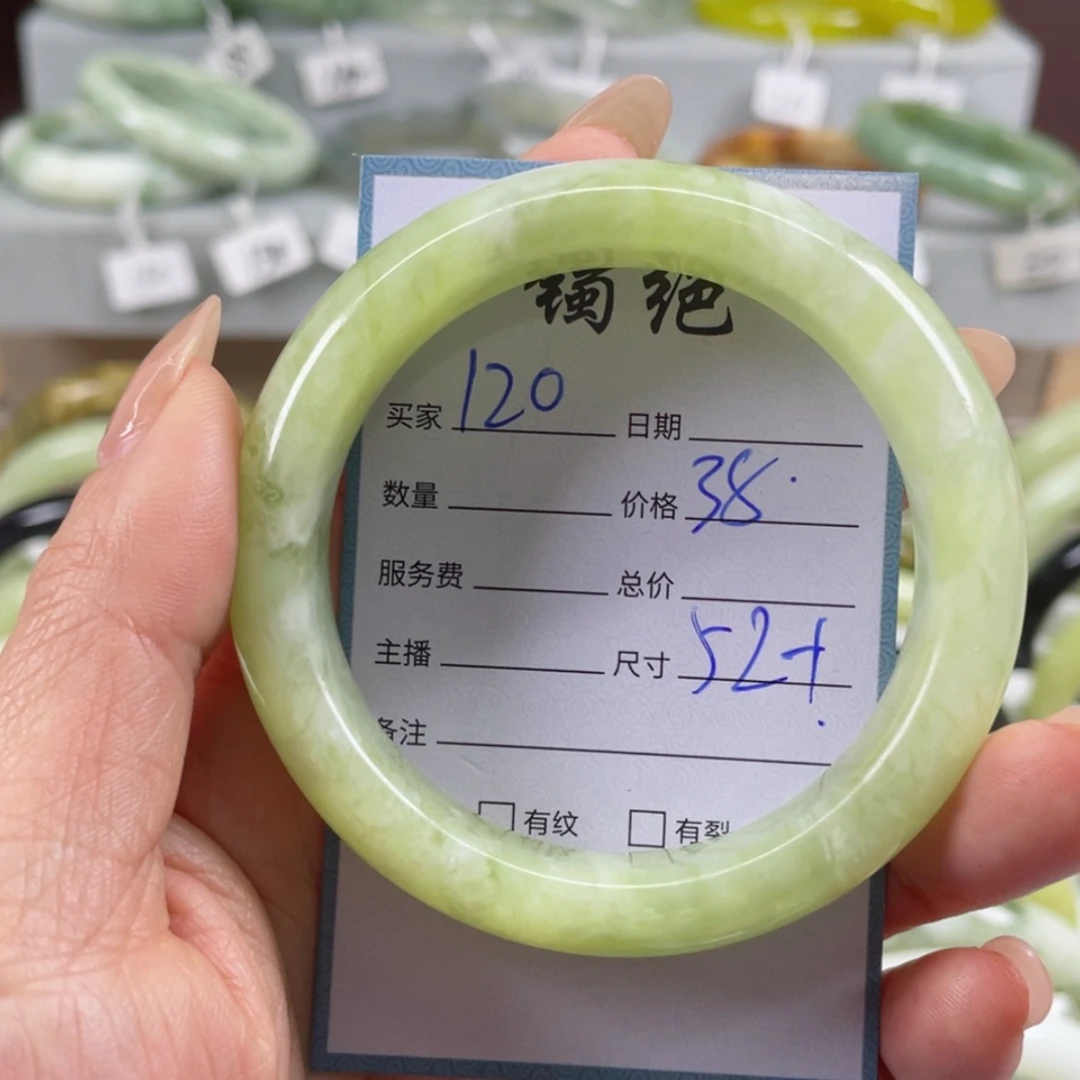 镯绝
买家 120 日期
数量 价格 38.
服务费 总价
主播 尺寸 52+
备注
有纹 有裂